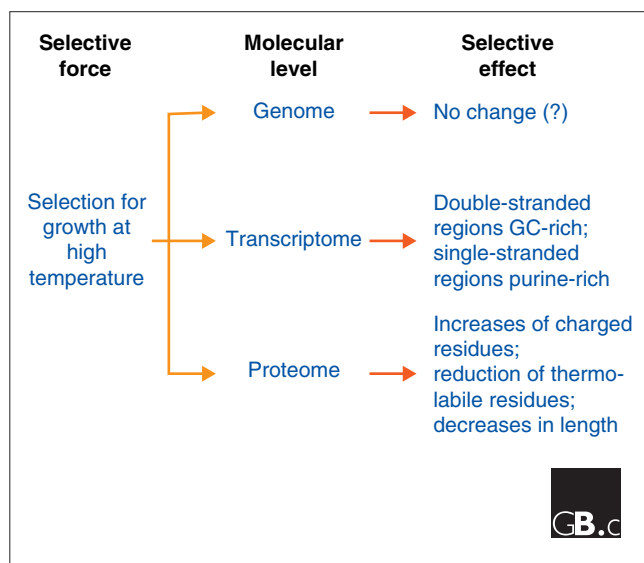 Selective force
Molecular level
Selective effect
Selection for growth at high temperature
Genome
No change (?)
Transcriptome
Double-stranded
regions GC-rich;
single-stranded
regions purine-rich
Proteome
Increases of charged
residues;
reduction of thermo-
labile residues;
decreases in length
GB.c